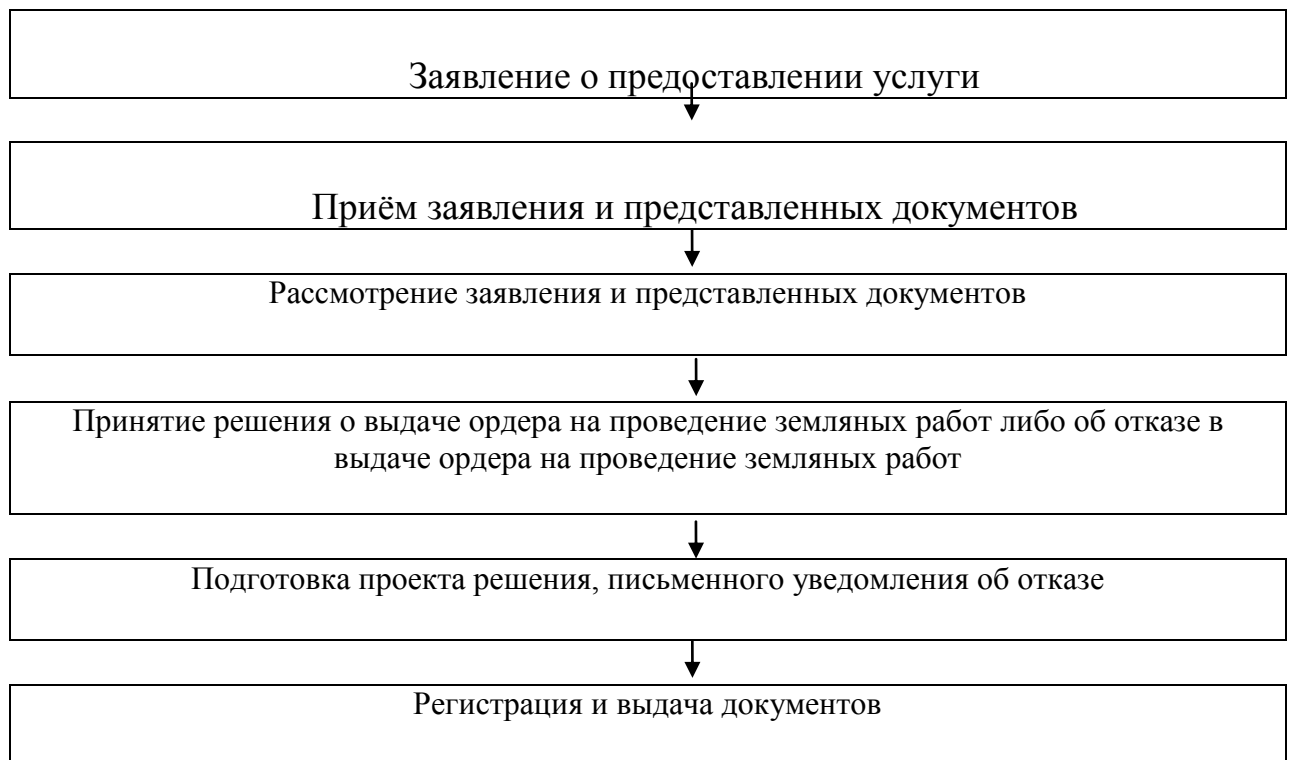 Заявление о предоставлении услуги
Приём заявления и представленных документов
Рассмотрение заявления и представленных документов
Принятие решения о выдаче ордера на проведение земляных работ либо об отказе в
выдаче ордера на проведение земляных работ
Подготовка проекта решения, письменного уведомления об отказе
Регистрация и выдача документов